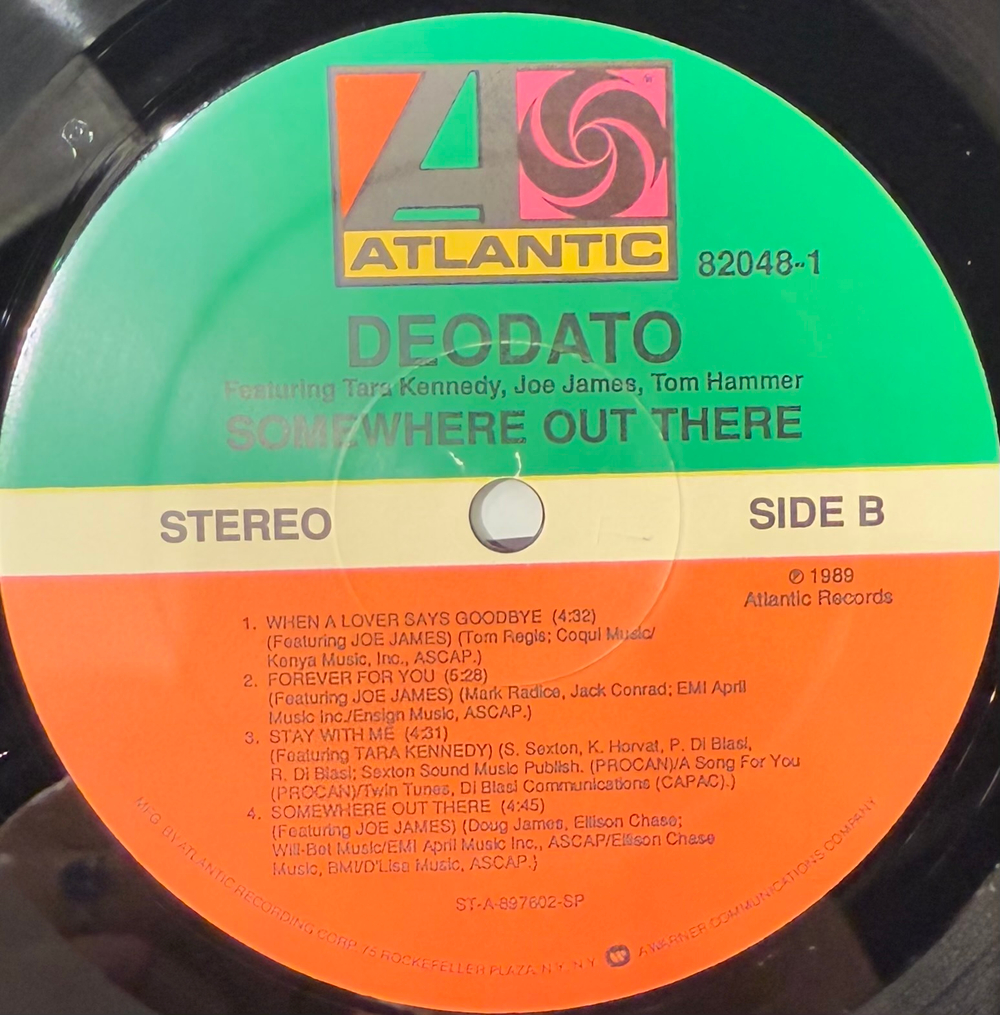 ATLANTIC
82048-1
DEODATO
Featuring Tara Kennedy, Joe James, Tom Hammer
SOMEWHERE OUT THERE
STEREO
SIDE B
℗ 1989
Atlantic Records
1. WHEN A LOVER SAYS GOODBYE (4:32)
(Featuring JOE JAMES) (Tom Regis; Coqui Music/
Kenya Music, Inc., ASCAP.)
2. FOREVER FOR YOU (5:28)
(Featuring JOE JAMES) (Mark Radice, Jack Conrad; EMI April
Music Inc./Ensign Music, ASCAP.)
3. STAY WITH ME (4:31)
(Featuring TARA KENNEDY) (S. Sexton, K. Horvat, P. Di Blasi,
R. Di Blasi; Sexton Sound Music Publish. (PROCAN)/A Song For You
(PROCAN)/Twin Tunes, Di Blasi Communications (CAPAC).)
4. SOMEWHERE OUT THERE (4:45)
(Featuring JOE JAMES) (Doug James, Ellison Chase;
Will-Bet Music/EMI April Music Inc., ASCAP/Ellison Chase
Music, BMI/D'Lisa Music, ASCAP.)
ST-A-897602-SP
MFG. BY ATLANTIC RECORDING CORP. 75 ROCKEFELLER PLAZA, N.Y., N.Y. A WARNER COMMUNICATIONS COMPANY